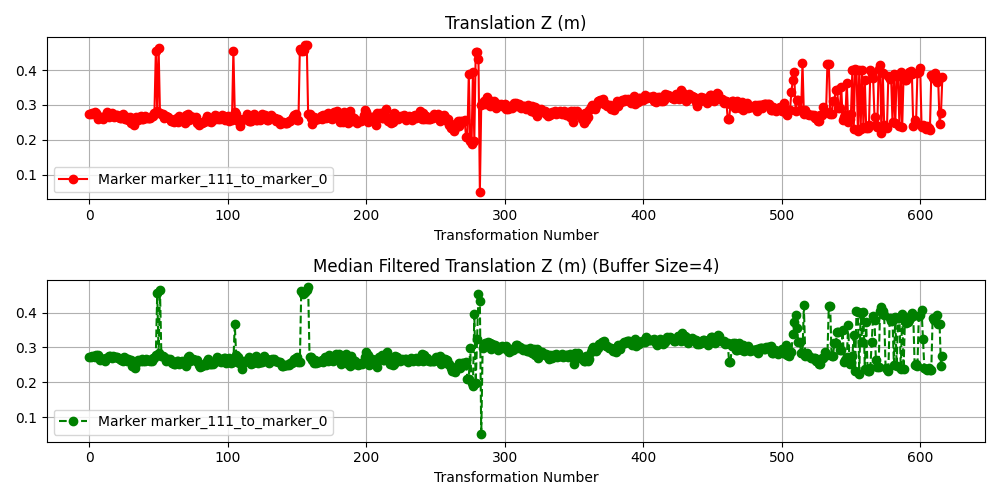 Translation Z (m)
0.4
0.3
0.2
0.1
Marker marker_111_to_marker_0
0 100 200 300 400 500 600
Transformation Number
Median Filtered Translation Z (m) (Buffer Size=4)
0.4
0.3
0.2
0.1
Marker marker_111_to_marker_0
0 100 200 300 400 500 600
Transformation Number